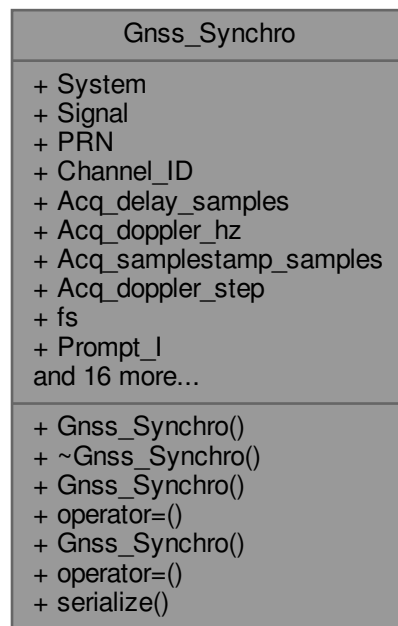 Gnss_Synchro
+ System
+ Signal
+ PRN
+ Channel_ID
+ Acq_delay_samples
+ Acq_doppler_hz
+ Acq_samplestamp_samples
+ Acq_doppler_step
+ fs
+ Prompt_I
and 16 more...
+ Gnss_Synchro()
+ ~Gnss_Synchro()
+ Gnss_Synchro()
+ operator=()
+ Gnss_Synchro()
+ operator=()
+ serialize()